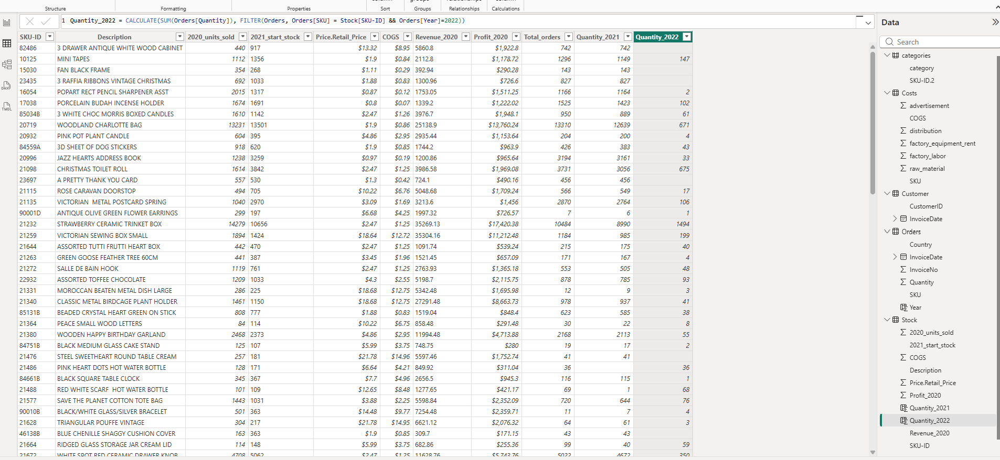 Structure Formatting Properties Sort Groups Relationships Calculations
1 Quantity_2022 = CALCULATE(SUM(Orders[Quantity]), FILTER(Orders, Orders[SKU] = Stock[SKU-ID] && Orders[Year]=2022))
SKU-ID Description 2020_units_sold 2021_start_stock Price.Retail_Price COGS Revenue_2020 Profit_2020 Total_orders Quantity_2021 Quantity_2022
82486 3 DRAWER ANTIQUE WHITE WOOD CABINET 440 917 $13.32 $8.95 5860.8 $1,922.8 742 742
10125 MINI TAPES 1112 1356 $1.9 $0.84 2112.8 $1,178.72 1296 1149 147
15030 FAN BLACK FRAME 354 268 $1.11 $0.29 392.94 $290.28 143 143
23435 3 RAFFIA RIBBONS VINTAGE CHRISTMAS 692 1033 $1.88 $0.83 1300.96 $726.6 827 827
16054 POPART RECT PENCIL SHARPENER ASST 2015 1317 $0.87 $0.12 1753.05 $1,511.25 1166 1164 2
17038 PORCELAIN BUDAH INCENSE HOLDER 1674 1691 $0.8 $0.07 1339.2 $1,222.02 1525 1423 102
85034B 3 WHITE CHOC MORRIS BOXED CANDLES 1610 1142 $2.47 $1.26 3976.7 $1,948.1 950 889 61
20719 WOODLAND CHARLOTTE BAG 13231 13501 $1.9 $0.86 25138.9 $13,760.24 13310 12639 671
20932 PINK POT PLANT CANDLE 604 395 $4.86 $2.95 2935.44 $1,153.64 204 200 4
84559A 3D SHEET OF DOG STICKERS 918 620 $1.9 $0.85 1744.2 $963.9 426 383 43
20996 JAZZ HEARTS ADDRESS BOOK 1238 3259 $0.97 $0.19 1200.86 $965.64 3194 3161 33
21098 CHRISTMAS TOILET ROLL 1614 3842 $2.47 $1.25 3986.58 $1,969.08 3731 3056 675
23697 A PRETTY THANK YOU CARD 557 530 $1.3 $0.42 724.1 $490.16 456 456
21115 ROSE CARAVAN DOORSTOP 494 705 $10.22 $6.76 5048.68 $1,709.24 566 549 17
21135 VICTORIAN  METAL POSTCARD SPRING 1040 2970 $3.09 $1.69 3213.6 $1,456 2870 2764 106
90001D ANTIQUE OLIVE GREEN FLOWER EARRINGS 299 197 $6.68 $4.25 1997.32 $726.57 7 6 1
21232 STRAWBERRY CERAMIC TRINKET BOX 14279 10656 $2.47 $1.25 35269.13 $17,420.38 10484 8990 1494
21259 VICTORIAN SEWING BOX SMALL 1894 1424 $18.64 $12.72 35304.16 $11,212.48 1184 985 199
21644 ASSORTED TUTTI FRUTTI HEART BOX 442 470 $2.47 $1.25 1091.74 $539.24 215 175 40
21263 GREEN GOOSE FEATHER TREE 60CM 441 387 $3.45 $1.96 1521.45 $657.09 171 167 4
21272 SALLE DE BAIN HOOK 1119 761 $2.47 $1.25 2763.93 $1,365.18 553 505 48
22932 ASSORTED TOFFEE CHOCOLATE 1209 1033 $4.3 $2.55 5198.7 $2,115.75 878 785 93
21331 MOROCCAN BEATEN METAL DISH LARGE 286 225 $18.68 $12.75 5342.48 $1,695.98 12 9 3
21340 CLASSIC METAL BIRDCAGE PLANT HOLDER 1461 1150 $18.68 $12.75 27291.48 $8,663.73 978 937 41
85131B BEADED CRYSTAL HEART GREEN ON STICK 808 777 $1.88 $0.83 1519.04 $848.4 623 585 38
21364 PEACE SMALL WOOD LETTERS 84 114 $10.22 $6.75 858.48 $291.48 30 22 8
21380 WOODEN HAPPY BIRTHDAY GARLAND 2468 2373 $4.86 $2.95 11994.48 $4,713.88 2168 2113 55
84751B BLACK MEDIUM GLASS CAKE STAND 125 107 $5.99 $3.75 748.75 $280 19 17 2
21476 STEEL SWEETHEART ROUND TABLE CREAM 257 181 $21.78 $14.96 5597.46 $1,752.74 41 41
21486 PINK HEART DOTS HOT WATER BOTTLE 128 171 $6.64 $4.21 849.92 $311.04 36 36
84661B BLACK SQUARE TABLE CLOCK 345 367 $7.7 $4.96 2656.5 $945.3 116 115 1
21488 RED WHITE SCARF  HOT WATER BOTTLE 101 109 $12.65 $8.48 1277.65 $421.17 69 1 68
21577 SAVE THE PLANET COTTON TOTE BAG 1443 1031 $3.88 $2.25 5598.84 $2,352.09 720 644 76
90010B BLACK/WHITE GLASS/SILVER BRACELET 501 363 $14.48 $9.77 7254.48 $2,359.71 11 7 4
21628 TRIANGULAR POUFFE VINTAGE 304 217 $21.78 $14.95 6621.12 $2,076.32 64 61 3
46138B BLUE CHENILLE SHAGGY CUSHION COVER 163 363 $1.9 $0.85 309.7 $171.15 43 43
21664 RIDGED GLASS STORAGE JAR CREAM LID 114 148 $5.99 $3.75 682.86 $255.36 99 40 59
21672 WHITE SPOT RED CERAMIC DRAWER KNOB 4708 5062 $2.47 $1.25 11628.76 $5,743.76 5022 4672 350
DAX
TMDL
Data
Search
categories
category
SKU-ID.2
Costs
advertisement
COGS
distribution
factory_equipment_rent
factory_labor
raw_material
SKU
Customer
CustomerID
InvoiceDate
Orders
Country
InvoiceDate
InvoiceNo
Quantity
SKU
Year
Stock
2020_units_sold
2021_start_stock
COGS
Description
Price.Retail_Price
Profit_2020
Quantity_2021
Quantity_2022
Revenue_2020
SKU-ID